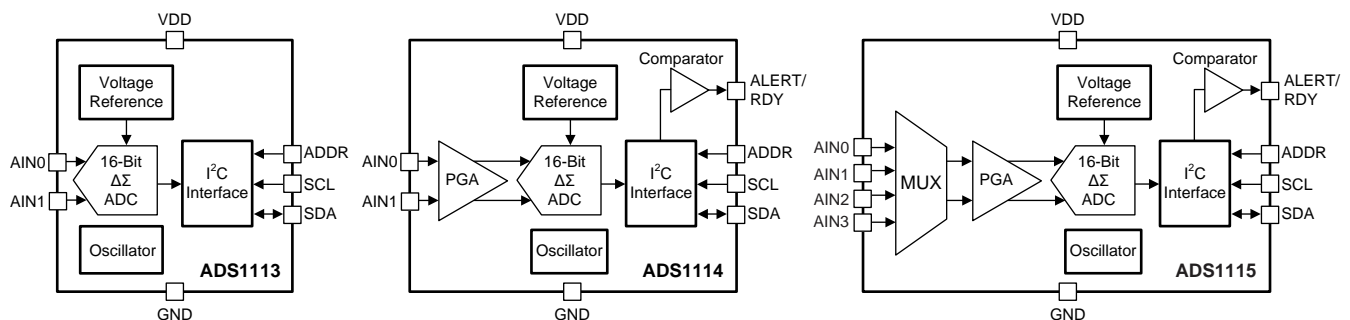 VDD
Voltage
Reference
AIN0
AIN1
16-Bit
ΔΣ
ADC
I²C
Interface
ADDR
SCL
SDA
Oscillator
ADS1113
GND
VDD
Comparator
ALERT/
RDY
Voltage
Reference
AIN0
AIN1
PGA
16-Bit
ΔΣ
ADC
I²C
Interface
ADDR
SCL
SDA
Oscillator
ADS1114
GND
VDD
Comparator
ALERT/
RDY
Voltage
Reference
AIN0
AIN1
AIN2
AIN3
MUX
PGA
16-Bit
ΔΣ
ADC
I²C
Interface
ADDR
SCL
SDA
Oscillator
ADS1115
GND